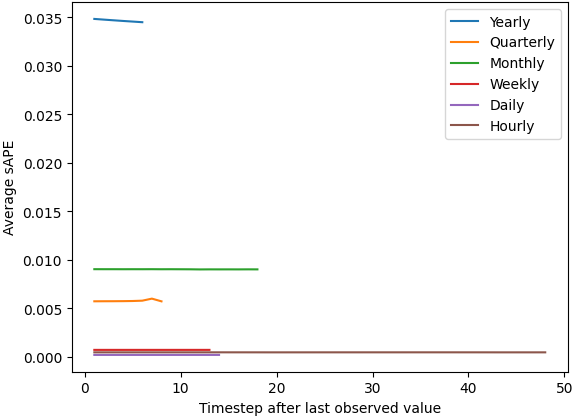 0.035
0.030
0.025
0.020
0.015
0.010
0.005
0.000
Average sAPE
0 10 20 30 40 50
Timestep after last observed value
Yearly
Quarterly
Monthly
Weekly
Daily
Hourly